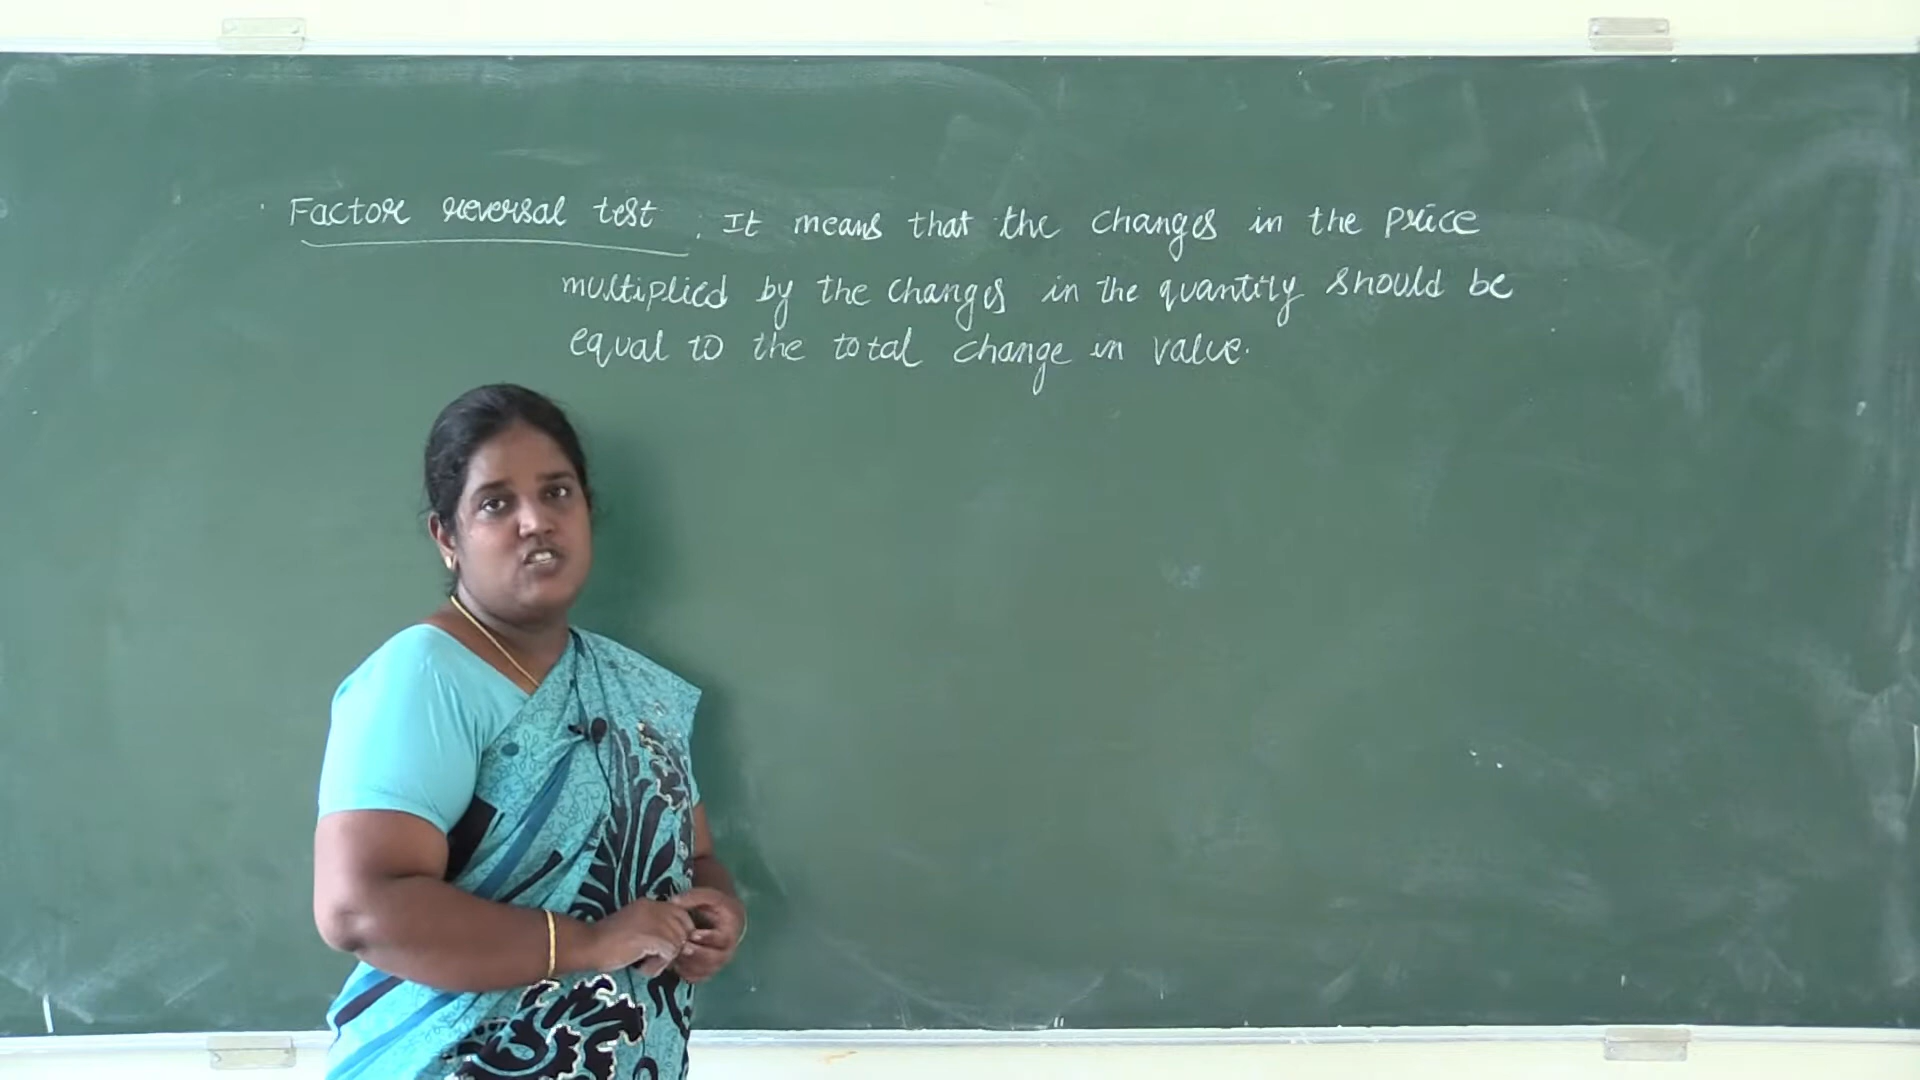 Factor reversal test : It means that the changes in the price
multiplied by the changes in the quantity should be
equal to the total change in value.